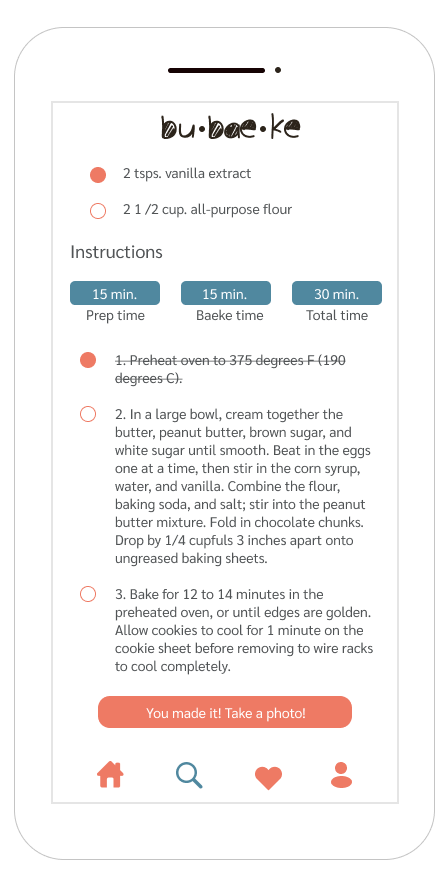 bu•bae•ke
2 tsps. vanilla extract
2 1 /2 cup. all-purpose flour
Instructions
15 min. 15 min. 30 min.
Prep time Baeke time Total time
1. Preheat oven to 375 degrees F (190
degrees C).
2. In a large bowl, cream together the
butter, peanut butter, brown sugar, and
white sugar until smooth. Beat in the eggs
one at a time, then stir in the corn syrup,
water, and vanilla. Combine the flour,
baking soda, and salt; stir into the peanut
butter mixture. Fold in chocolate chunks.
Drop by 1/4 cupfuls 3 inches apart onto
ungreased baking sheets.
3. Bake for 12 to 14 minutes in the
preheated oven, or until edges are golden.
Allow cookies to cool for 1 minute on the
cookie sheet before removing to wire racks
to cool completely.
You made it! Take a photo!